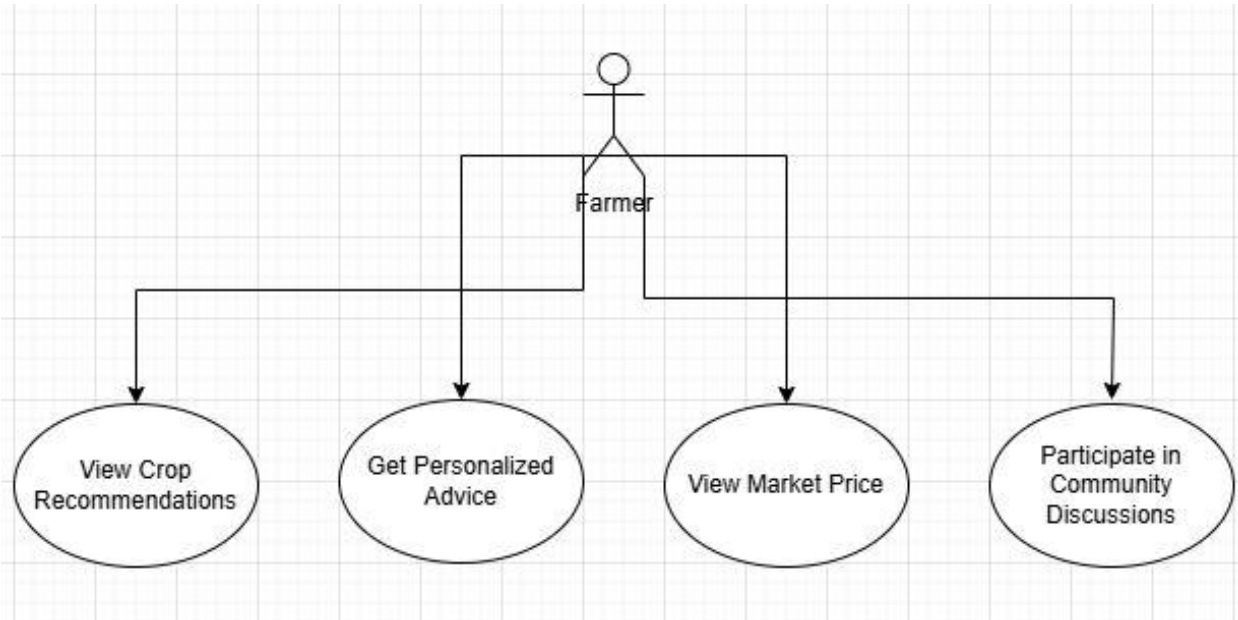 Farmer
View Crop
Recommendations
Get Personalized
Advice
View Market Price
Participate in
Community
Discussions